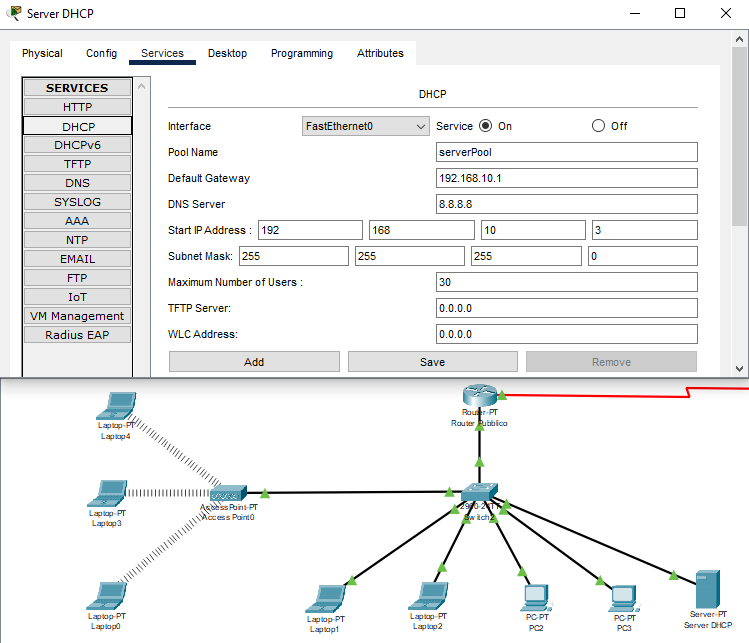 Server DHCP
Physical Config Services Desktop Programming Attributes
SERVICES
HTTP
DHCP
DHCPv6
TFTP
DNS
SYSLOG
AAA
NTP
EMAIL
FTP
IoT
VM Management
Radius EAP
DHCP
Interface FastEthernet0 Service On Off
Pool Name serverPool
Default Gateway 192.168.10.1
DNS Server 8.8.8.8
Start IP Address : 192 168 10 3
Subnet Mask: 255 255 255 0
Maximum Number of Users : 30
TFTP Server: 0.0.0.0
WLC Address: 0.0.0.0
Add Save Remove
Router-PT
Router Pubblico
Laptop-PT
Laptop4
Laptop-PT
Laptop3
AccessPoint-PT
Access Point0
Switch2
Laptop-PT
Laptop0
Laptop-PT
Laptop1
Laptop-PT
Laptop2
PC-PT
PC2
PC-PT
PC3
Server-PT
Server DHCP